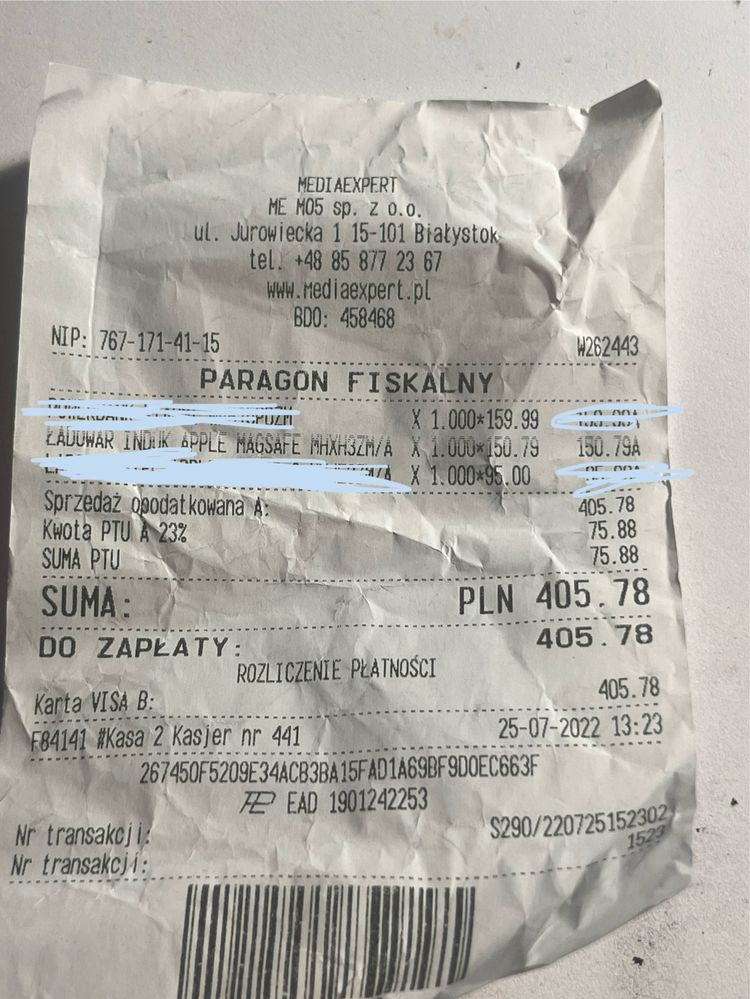 MEDIAEXPERT
ME M05 sp. z o.o.
ul. Jurowiecka 1 15-101 Białystok
tel. +48 85 877 23 67
www.mediaexpert.pl
BDO: 458468
NIP: 767-171-41-15 W262443
PARAGON FISKALNY
X 1.000*159.99
ŁADUWAR INDUK APPLE MAGSAFE MHXH3ZM/A X 1.000*150.79 150.79A
X 1.000*95.00
Sprzedaż opodatkowana A: 405.78
Kwota PTU A 23% 75.88
SUMA PTU 75.88
SUMA: PLN 405.78
DO ZAPŁATY: 405.78
ROZLICZENIE PŁATNOŚCI
Karta VISA B: 405.78
F84141 #Kasa 2 Kasjer nr 441 25-07-2022 13:23
267450F5209E34ACB3BA15FAD1A69BF9D0EC663F
EAD 1901242253
Nr transakcji: S290/220725152302
Nr transakcji: 1523